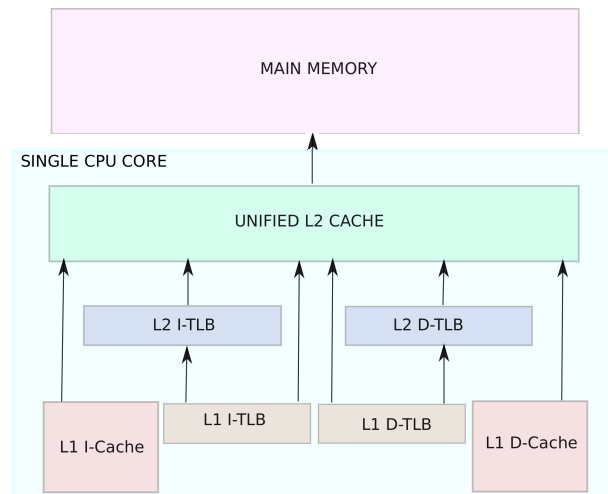 MAIN MEMORY
SINGLE CPU CORE
UNIFIED L2 CACHE
L2 I-TLB
L2 D-TLB
L1 I-Cache
L1 I-TLB
L1 D-TLB
L1 D-Cache